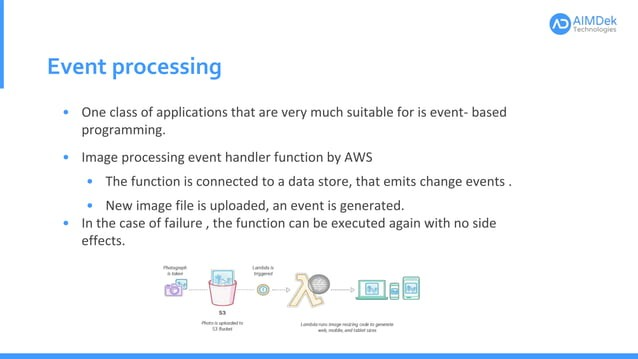 AIMDek
Technologies
Event processing
• One class of applications that are very much suitable for is event- based
programming.
• Image processing event handler function by AWS
• The function is connected to a data store, that emits change events .
• New image file is uploaded, an event is generated.
• In the case of failure , the function can be executed again with no side
effects.
Photograph
is taken
Lambda is
triggered
S3
Photo is uploaded to
S3 Bucket
Lambda runs image resizing code to generate
web, mobile, and tablet sizes